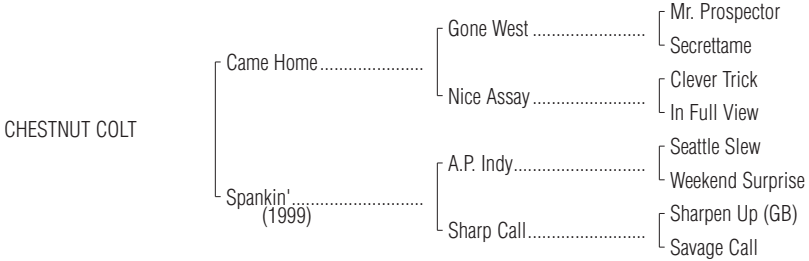 Mr. Prospector
Gone West ........................
Secrettame
Came Home ......................
Clever Trick
Nice Assay ........................
In Full View
CHESTNUT COLT
Seattle Slew
A.P. Indy............................
Weekend Surprise
Spankin'............................
(1999)
Sharpen Up (GB)
Sharp Call.........................
Savage Call